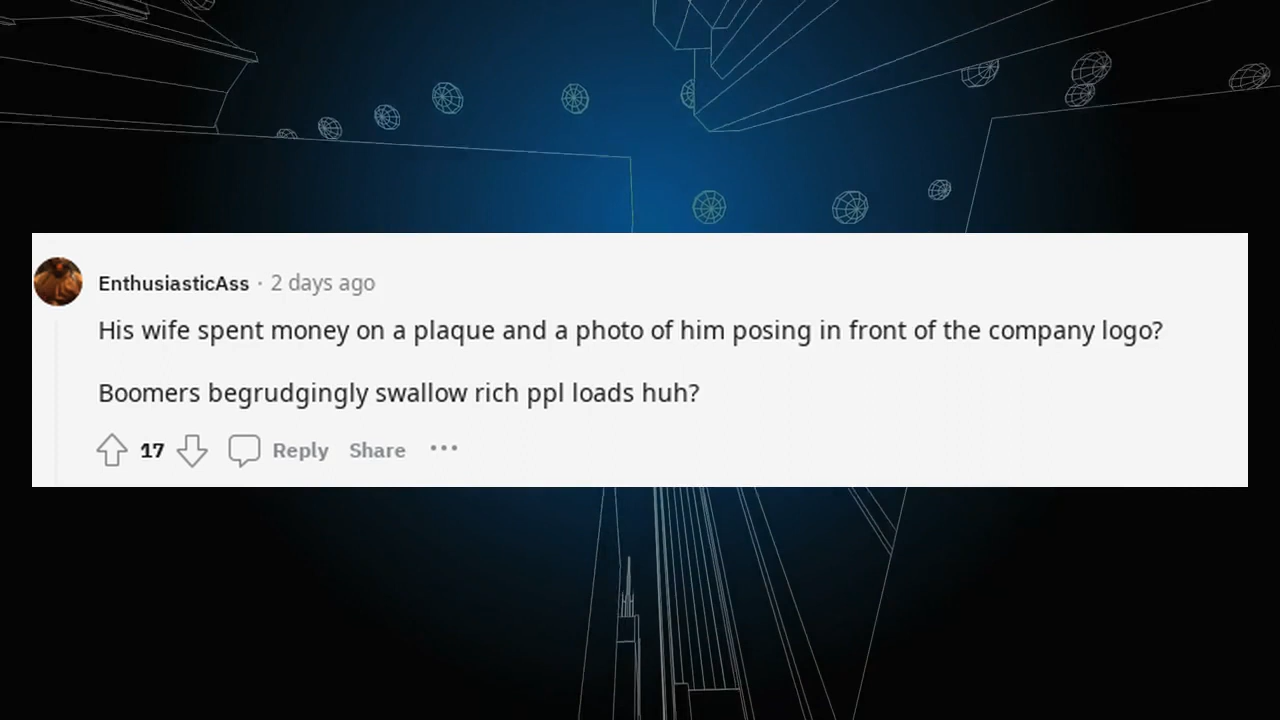 EnthusiasticAss · 2 days ago
His wife spent money on a plaque and a photo of him posing in front of the company logo?
Boomers begrudgingly swallow rich ppl loads huh?
17 Reply Share ···